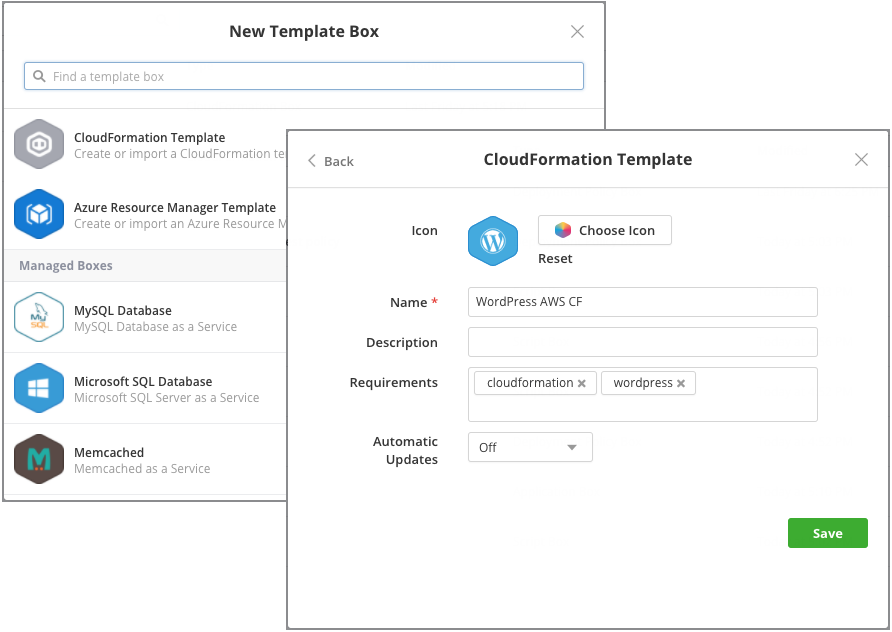 New Template Box
Find a template box
CloudFormation Template
Create or import a CloudFormation te
Azure Resource Manager Template
Create or import an Azure Resource M
Managed Boxes
MySQL Database
MySQL Database as a Service
Microsoft SQL Database
Microsoft SQL Server as a Service
Memcached
Memcached as a Service
Back
CloudFormation Template
Icon
Choose Icon
Reset
Name *
WordPress AWS CF
Description
Requirements
cloudformation
wordpress
Automatic
Updates
Off
Save
My
SQL
W
M